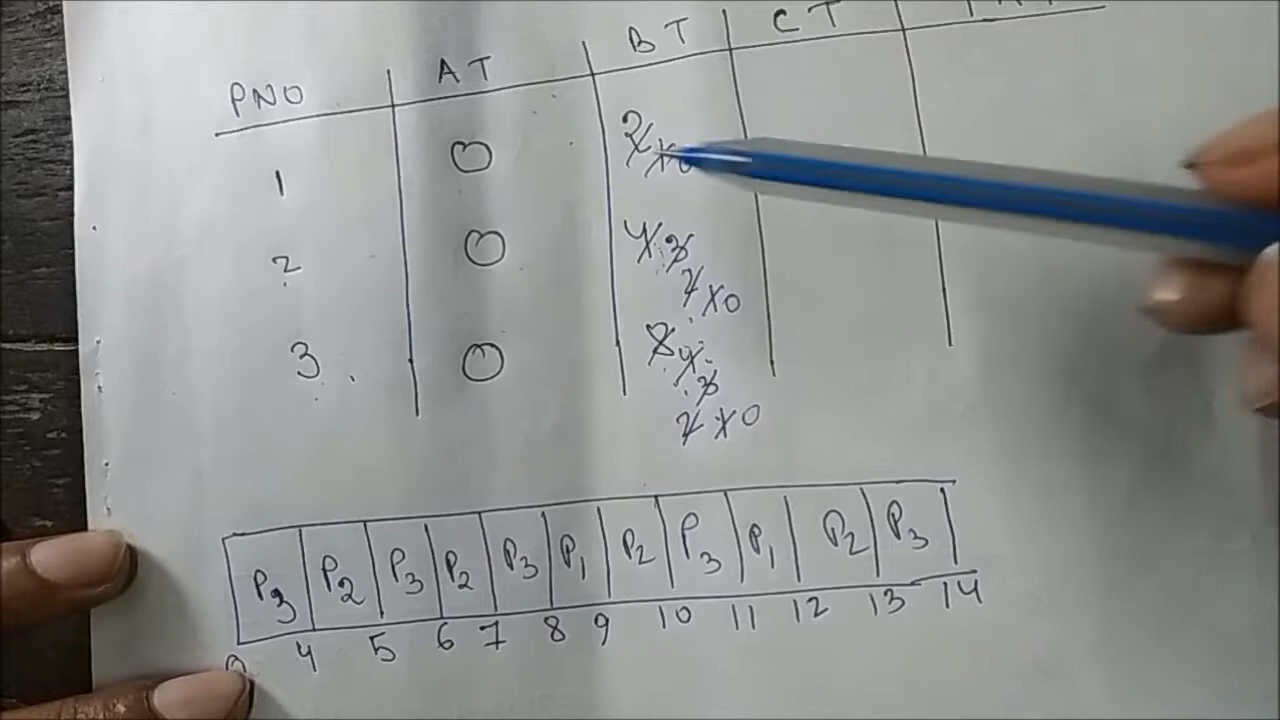 PNO AT BT CT
1 0 2 1 0
2 0 4 3
2 1 0
3 0 8 4
3
2 1 0
P3 P2 P3 P2 P3 P1 P2 P3 P1 P2 P3
0 4 5 6 7 8 9 10 11 12 13 14